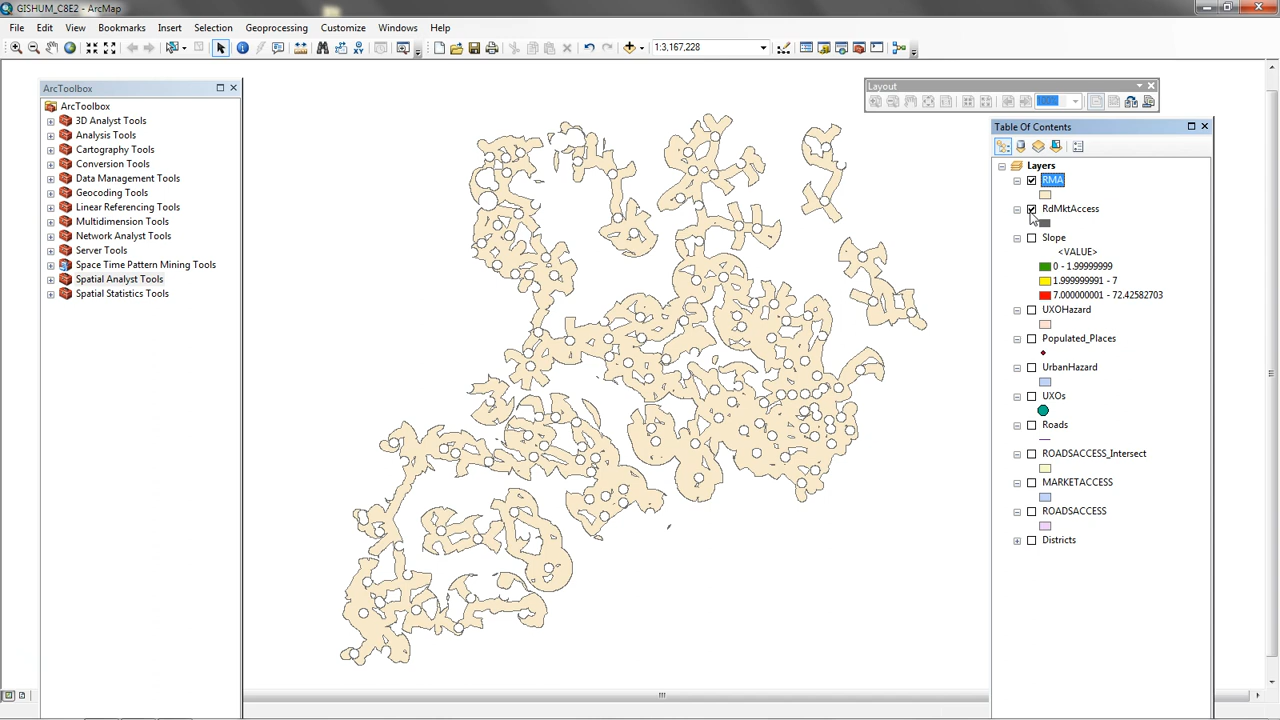 GISHUM_C8E2 - ArcMap
File Edit View Bookmarks Insert Selection Geoprocessing Customize Windows Help
1:3,167,228
ArcToolbox
ArcToolbox
3D Analyst Tools
Analysis Tools
Cartography Tools
Conversion Tools
Data Management Tools
Geocoding Tools
Linear Referencing Tools
Multidimension Tools
Network Analyst Tools
Server Tools
Space Time Pattern Mining Tools
Spatial Analyst Tools
Spatial Statistics Tools
Layout
Table Of Contents
Layers
RMA
RdMktAccess
Slope
<VALUE>
0 - 1.99999999
1.999999991 - 7
7.000000001 - 72.42582703
UXOHazard
Populated_Places
UrbanHazard
UXOs
Roads
ROADSACCESS_Intersect
MARKETACCESS
ROADSACCESS
Districts